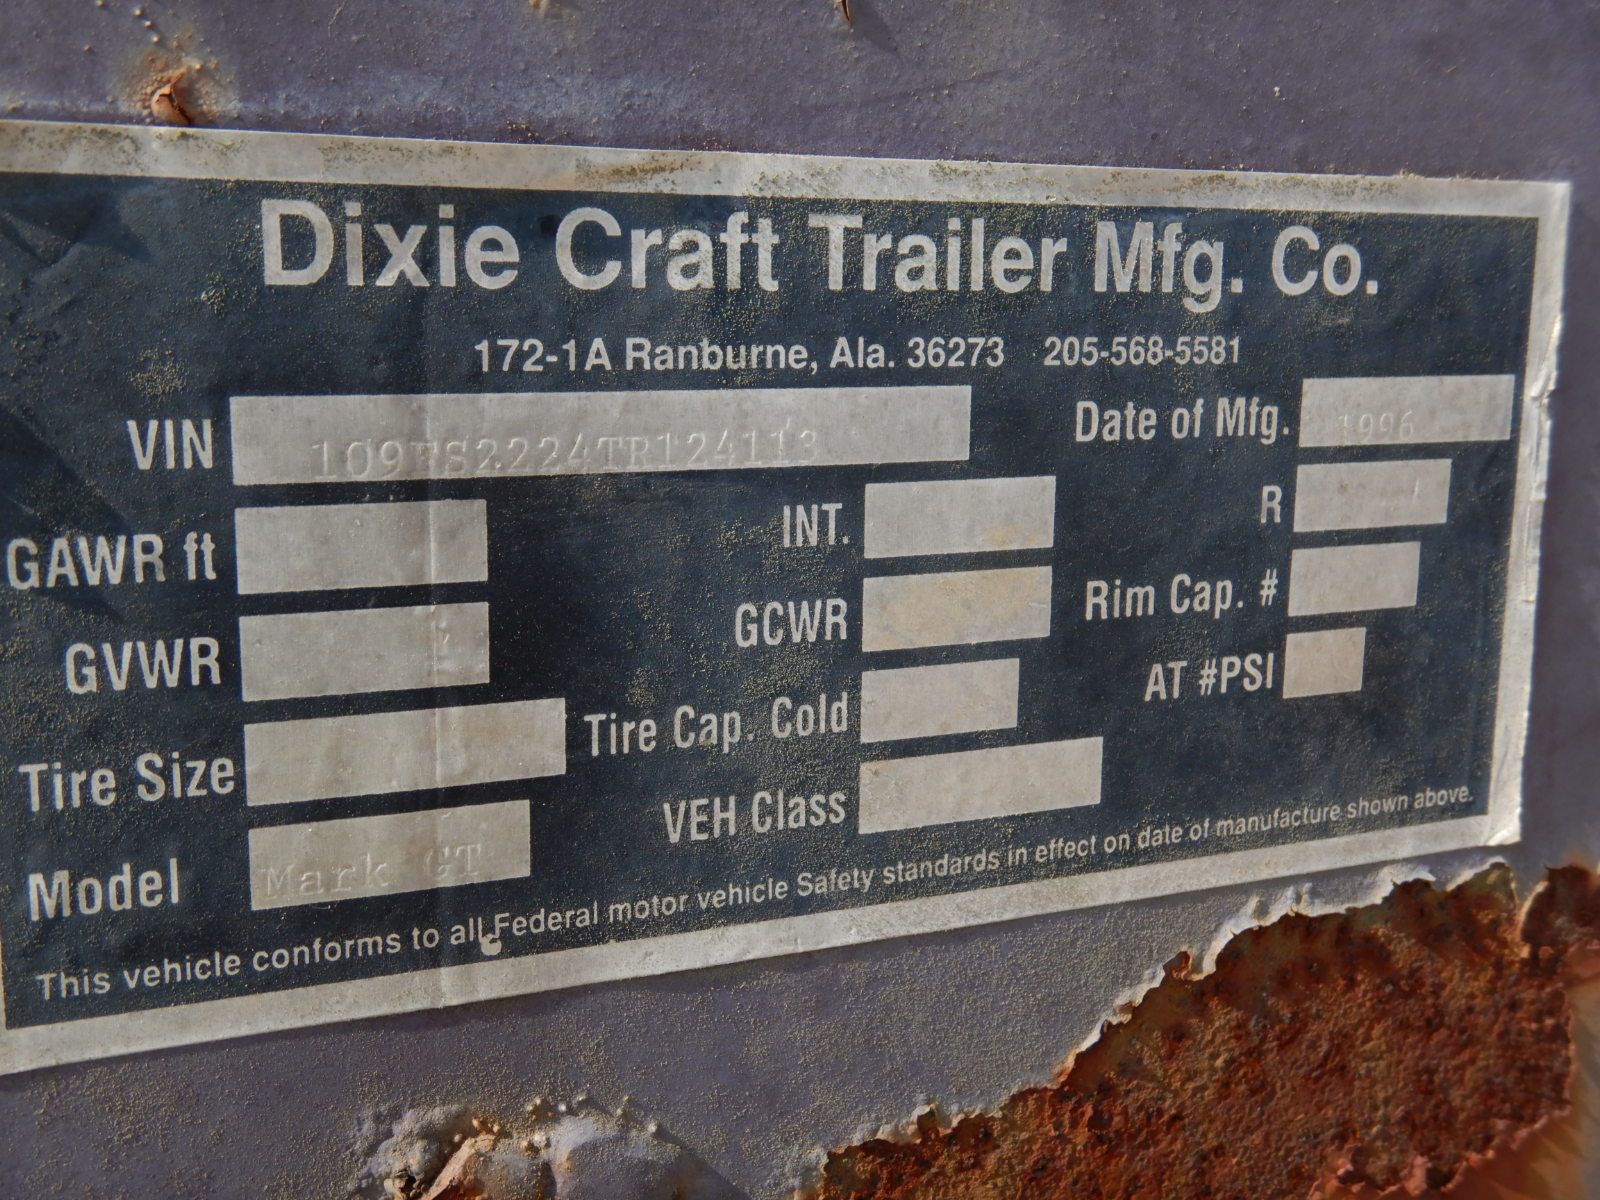 Dixie Craft Trailer Mfg. Co.
172-1A Ranburne, Ala. 36273 205-568-5581
VIN 109FS2224TR124113 Date of Mfg. 1996
GAWR ft INT. R
GVWR GCWR Rim Cap. #
Tire Size Tire Cap. Cold AT #PSI
Model Mark GT VEH Class
This vehicle conforms to all Federal motor vehicle Safety standards in effect on date of manufacture shown above.